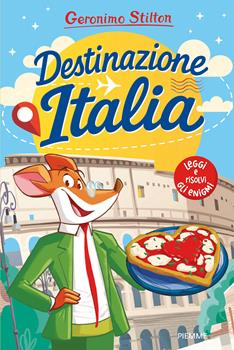 Geronimo Stilton
Destinazione
Italia
LEGGI E
RISOLVI
GLI ENIGMI
PIEMME